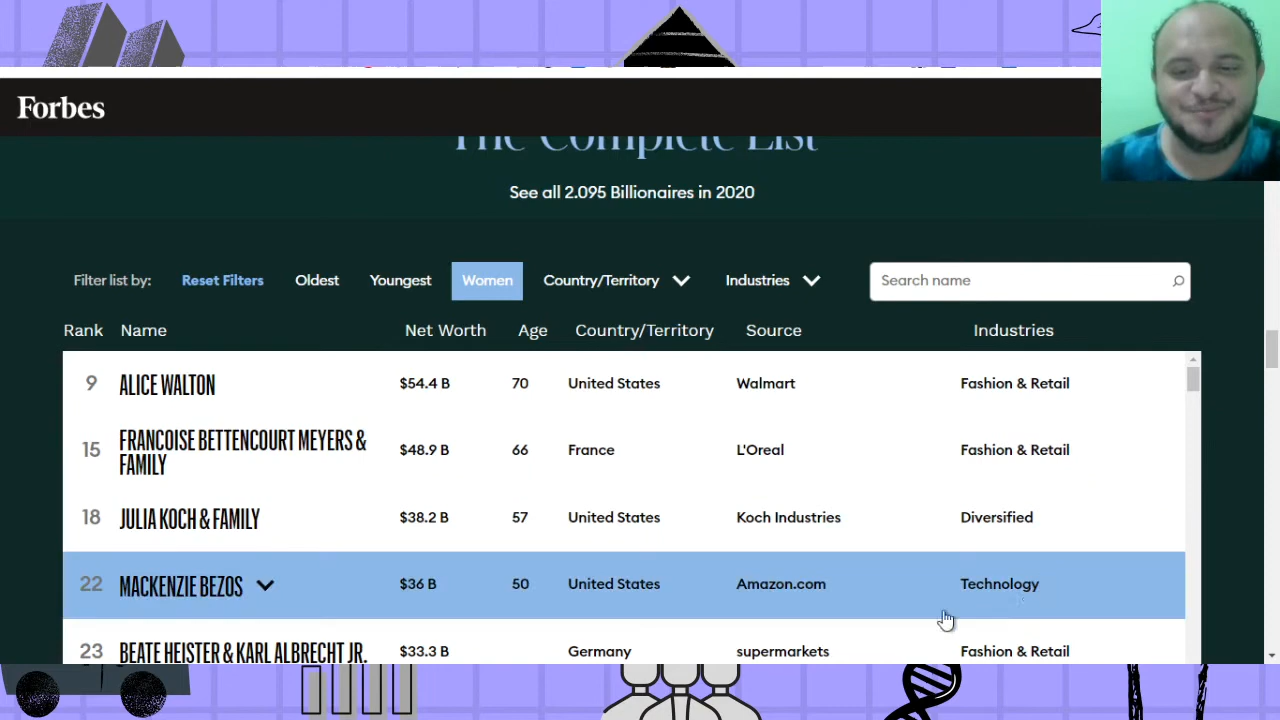 Forbes
The Complete List
See all 2.095 Billionaires in 2020
Filter list by: Reset Filters Oldest Youngest Women Country/Territory Industries Search name
Rank Name Net Worth Age Country/Territory Source Industries
9 ALICE WALTON $54.4 B 70 United States Walmart Fashion & Retail
15 FRANCOISE BETTENCOURT MEYERS & FAMILY $48.9 B 66 France L'Oreal Fashion & Retail
18 JULIA KOCH & FAMILY $38.2 B 57 United States Koch Industries Diversified
22 MACKENZIE BEZOS $36 B 50 United States Amazon.com Technology
23 BEATE HEISTER & KARL ALBRECHT JR. $33.3 B Germany supermarkets Fashion & Retail